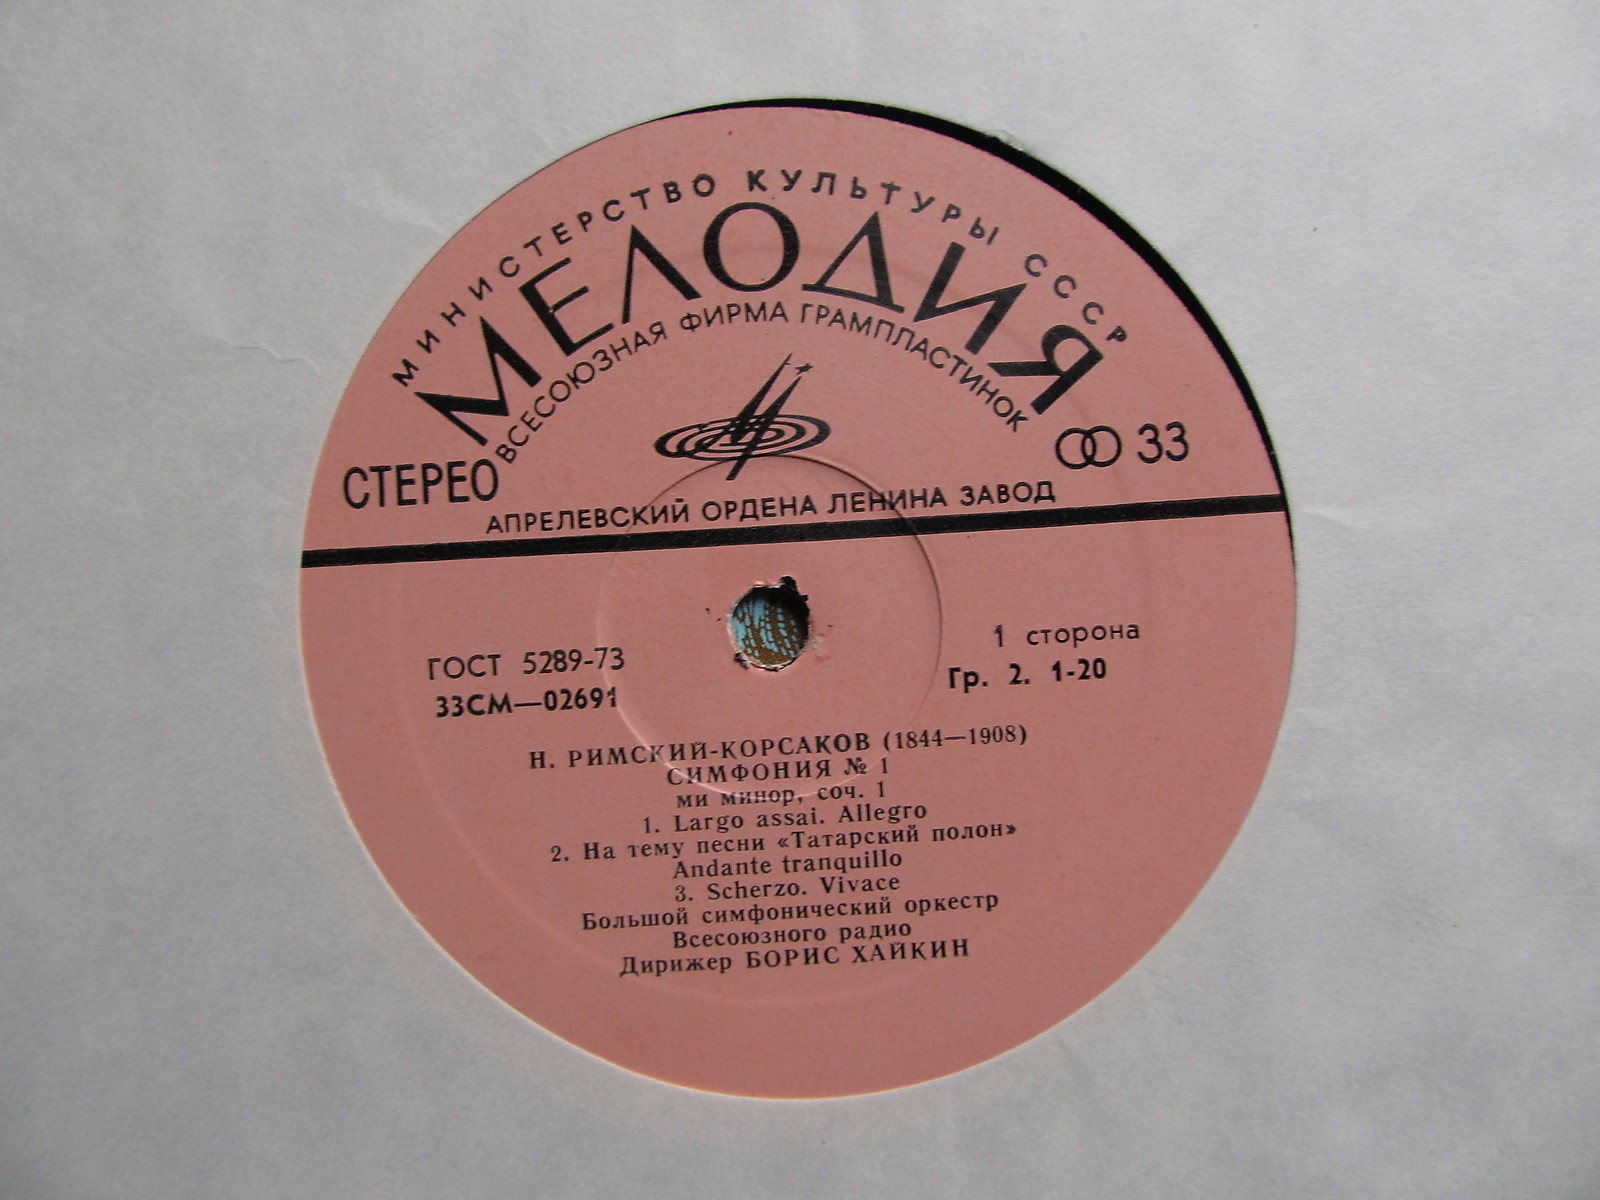 МИНИСТЕРСТВО КУЛЬТУРЫ СССР
МЕЛОДИЯ
ВСЕСОЮЗНАЯ ФИРМА ГРАМПЛАСТИНОК
СТЕРЕО
33
АПРЕЛЕВСКИЙ ОРДЕНА ЛЕНИНА ЗАВОД
ГОСТ 5289-73
33СМ—02691
1 сторона
Гр. 2. 1-20
Н. РИМСКИЙ-КОРСАКОВ (1844—1908)
СИМФОНИЯ № 1
ми минор, соч. 1
1. Largo assai. Allegro
2. На тему песни «Татарский полон»
Andante tranquillo
3. Scherzo. Vivace
Большой симфонический оркестр
Всесоюзного радио
Дирижер БОРИС ХАЙКИН